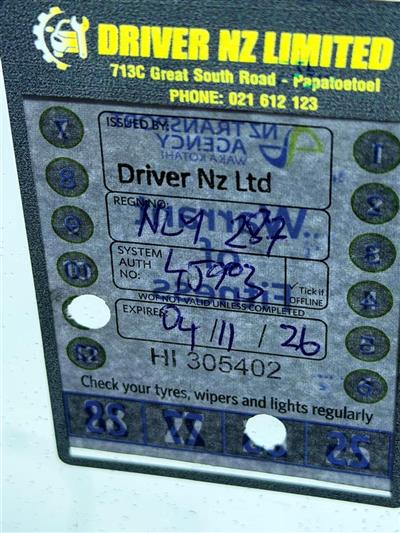 DRIVER NZ LIMITED
713C Great South Road - Papatoetoe
PHONE: 021 612 123
ISSUED BY:
NZ TRANSPORT
AGENCY
WAKA KOTAHI
Driver Nz Ltd
REGN NO:
Warrant
of
Fitness
SYSTEM
AUTH
NO:
✓ Tick if
OFFLINE
WOF NOT VALID UNLESS COMPLETED
EXPIRES:
04/11/26
HI 305402
Check your tyres, wipers and lights regularly
7 1
8 2
9 3
10 4
5
12 6
28 27 25